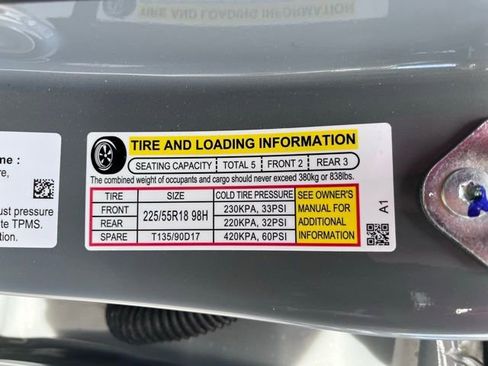 TIRE AND LOADING INFORMATION
SEATING CAPACITY TOTAL 5 FRONT 2 REAR 3
The combined weight of occupants and cargo should never exceed 380kg or 838lbs.
TIRE SIZE COLD TIRE PRESSURE SEE OWNER'S MANUAL FOR ADDITIONAL INFORMATION
FRONT 225/55R18 98H 230KPA, 33PSI
REAR 220KPA, 32PSI
SPARE T135/90D17 420KPA, 60PSI
A1
me :
re,
ust pressure
te TPMS.